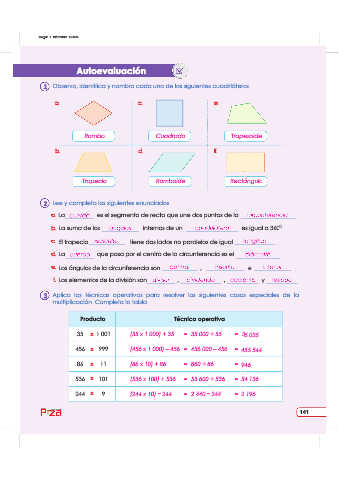 Autoevaluación
1 Observa, identifica y nombra cada uno de los siguientes cuadriláteros
a. c. e.
Rombo Cuadrado Trapezoide
b. d. f.
Trapecio Romboide Rectángulo
2 Lee y completa los siguientes enunciados
a. La cuerda es el segmento de recta que une dos puntos de la circunferencia
b. La suma de los ángulos internos de un cuadrilátero es igual a 360°
c. El trapecio isósceles tiene dos lados no paralelos de igual longitud
d. La cuerda que pasa por el centro de la circunferencia es el diámetro
e. Los ángulos de la circunferencia son central, inscrito e
f. Los elementos de la división son divisor, dividendo, cociente y residuo
3 Aplica las técnicas operativas para resolver los siguientes casos especiales de la
multiplicación. Completa la tabla
Producto Técnica operativa
35 x 1 001 (35 x 1 000) + 35 = 35 000 + 35 = 35 035
456 x 999 (456 x 1 000) – 456 = 456 000 – 456 = 455 544
86 x 11 (86 x 10) + 86 = 860 + 86 = 946
536 x 101 (536 x 100) + 536 = 53 600 + 536 = 54 136
244 x 9 (244 x 10) – 244 = 2 440 – 244 = 2 196
141